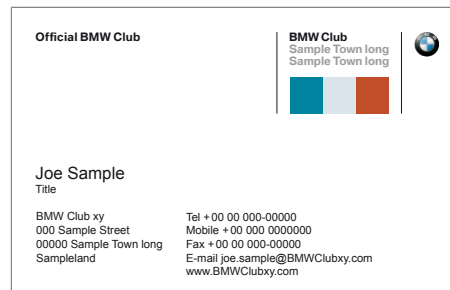 Official BMW Club
BMW Club
Sample Town long
Sample Town long
Joe Sample
Title
BMW Club xy
000 Sample Street
00000 Sample Town long
Sampleland
Tel +00 00 000-00000
Mobile +00 000 0000000
Fax +00 00 000-00000
E-mail joe.sample@BMWClubxy.com
www.BMWClubxy.com